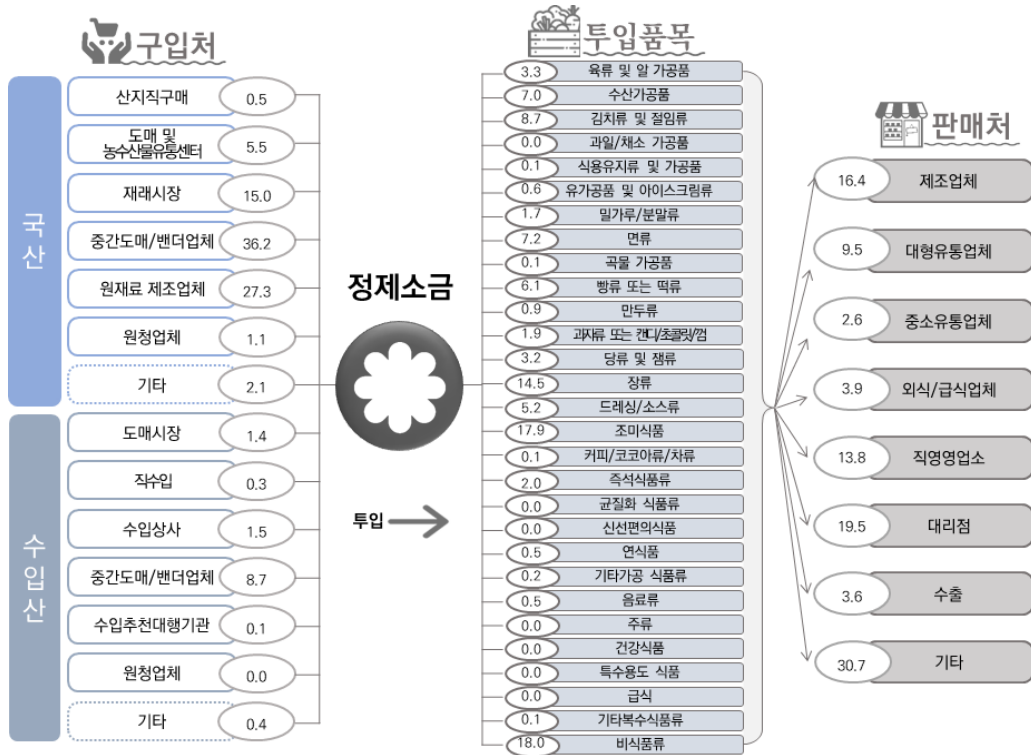 구입처
국산
산지직구매 0.5
도매 및
농수산물유통센터 5.5
재래시장 15.0
중간도매/밴더업체 36.2
원재료 제조업체 27.3
원청업체 1.1
기타 2.1
수입산
도매시장 1.4
직수입 0.3
수입상사 1.5
중간도매/밴더업체 8.7
수입추천대행기관 0.1
원청업체 0.0
기타 0.4
정제소금
투입
투입품목
3.3 육류 및 알 가공품
7.0 수산가공품
8.7 김치류 및 절임류
0.0 과일/채소 가공품
0.1 식용유지류 및 가공품
0.6 유가공품 및 아이스크림류
1.7 밀가루/분말류
7.2 면류
0.1 곡물 가공품
6.1 빵류 또는 떡류
0.9 만두류
1.9 과자류 또는 캔디/초콜릿/껌
3.2 당류 및 잼류
14.5 장류
5.2 드레싱/소스류
17.9 조미식품
0.1 커피/코코아류/차류
2.0 즉석식품류
0.0 균질화 식품류
0.0 신선편의식품
0.5 연식품
0.2 기타가공 식품류
0.5 음료류
0.0 주류
0.0 건강식품
0.0 특수용도 식품
0.0 급식
0.1 기타복수식품류
18.0 비식품류
판매처
16.4 제조업체
9.5 대형유통업체
2.6 중소유통업체
3.9 외식/급식업체
13.8 직영영업소
19.5 대리점
3.6 수출
30.7 기타